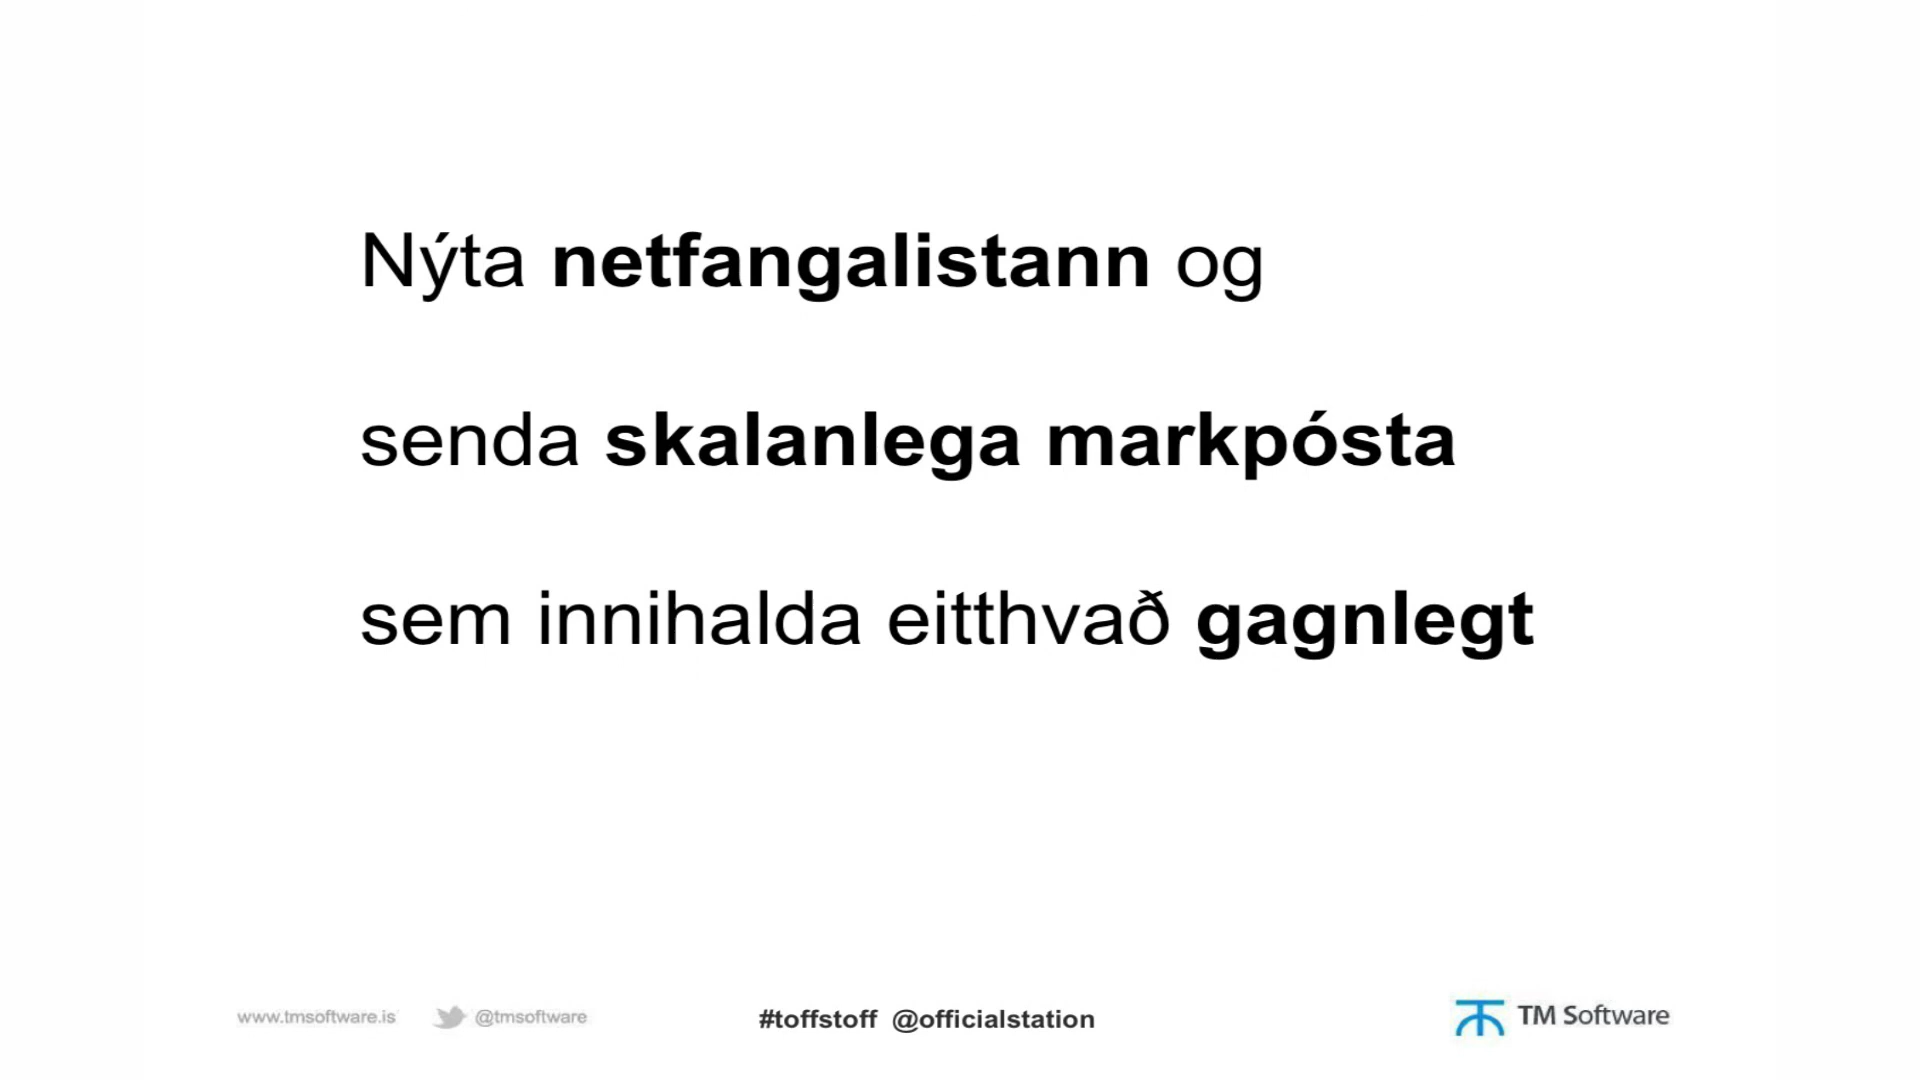 Nýta netfangalistann og
senda skalanlega markpósta
sem innihalda eitthvað gagnlegt
www.tmsoftware.is @tmsoftware #toffstoff @officialstation TM Software